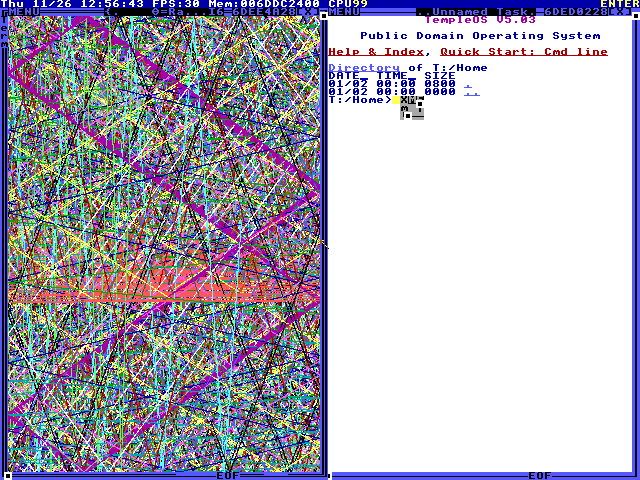 Thu 11/26 12:56:43 FPS:30 Mem:006DDC2400 CPU99 ENTER
MENU
MENU ...Unnamed Task, 6DED0228[X]
TempleOS V5.03
Public Domain Operating System
Help & Index, Quick Start: Cmd line
Directory of T:/Home
DATE_ TIME_ SIZE
01/02 00:00 0000 .
01/02 00:00 0000 ..
T:/Home>
EOF
EOF